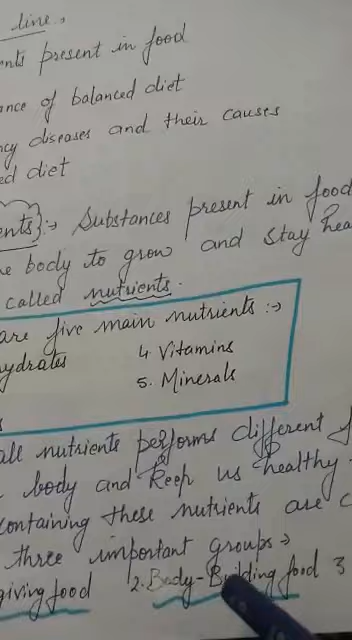 line,
nts present in food
ance of balanced diet
ncy diseases and their causes
ed diet
ents} :→ Substances present in food
e body to grow and stay hea
called nutrients.
are five main nutrients :→
hydrates 4. Vitamins
5. Minerals
s
all nutrients performs different f
body and keep us healthy.
containing these nutrients are c
three important groups →
giving food 2. Body-Building food 3